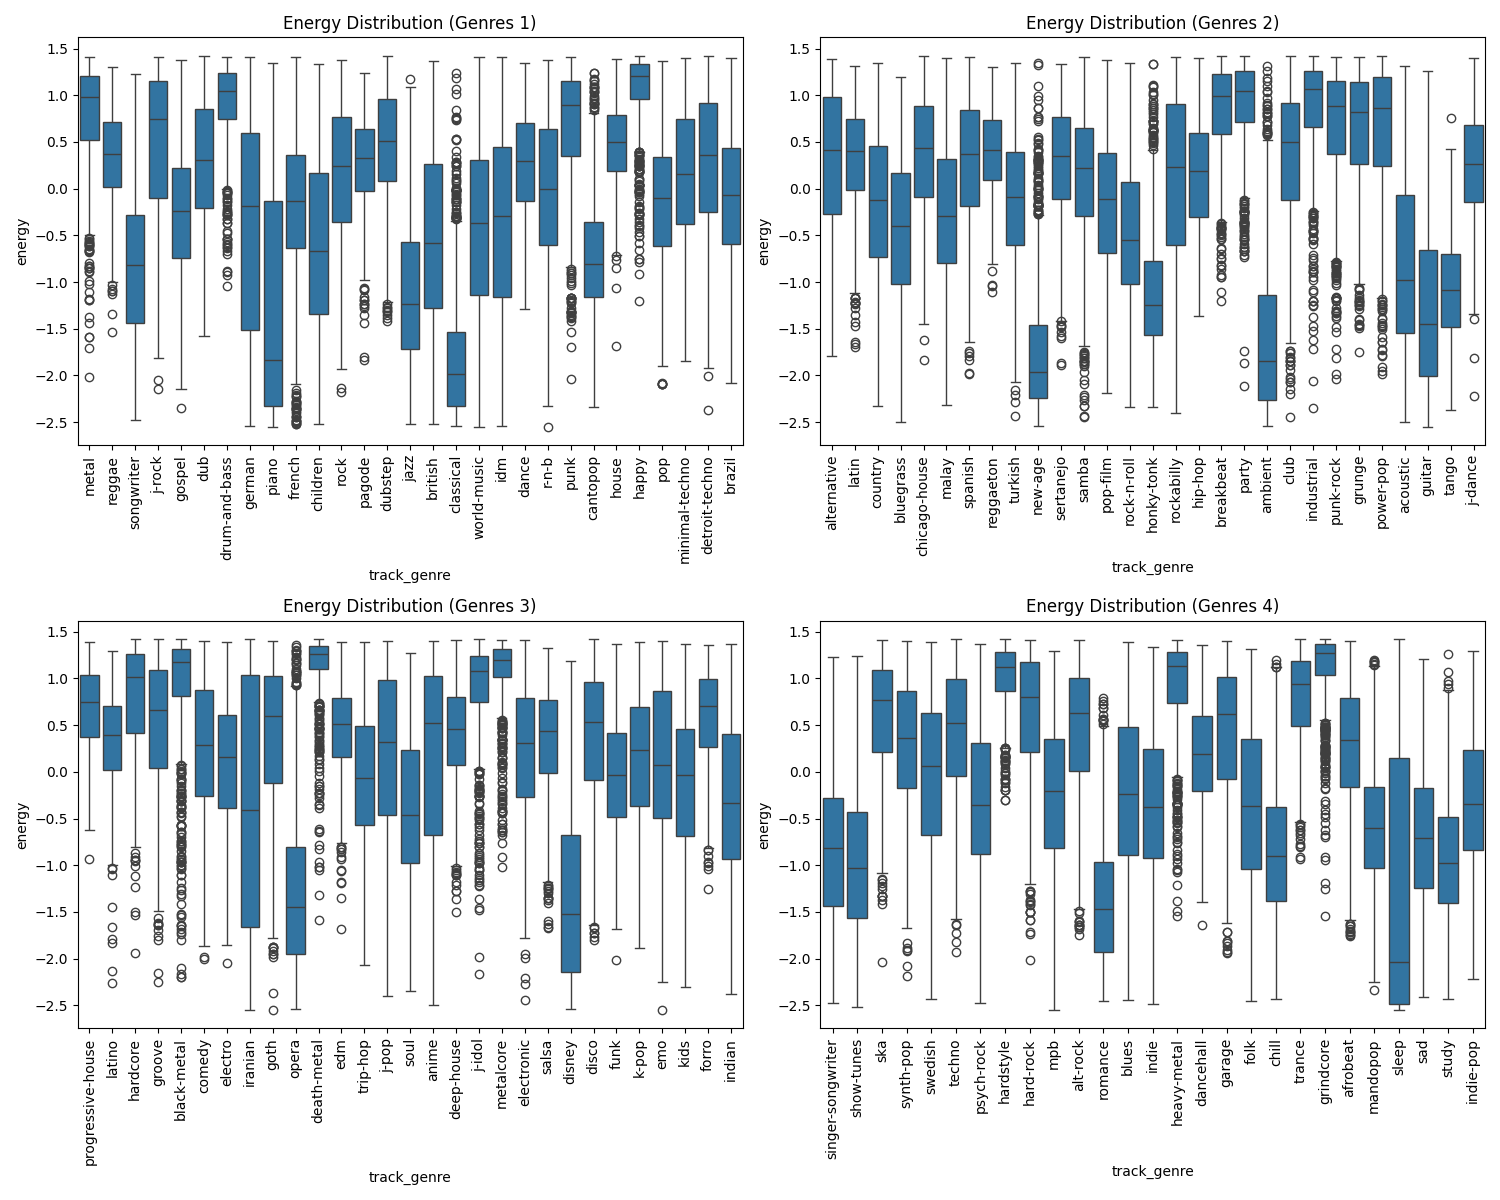 Energy Distribution (Genres 1)
1.5
1.0
0.5
0.0
−0.5
−1.0
−1.5
−2.0
−2.5
energy
metal
reggae
songwriter
j-rock
gospel
dub
drum-and-bass
german
piano
french
children
rock
pagode
dubstep
jazz
british
classical
world-music
idm
dance
r-n-b
punk
cantopop
house
happy
pop
minimal-techno
detroit-techno
brazil
track_genre
Energy Distribution (Genres 2)
1.5
1.0
0.5
0.0
−0.5
−1.0
−1.5
−2.0
−2.5
energy
alternative
latin
country
bluegrass
chicago-house
malay
spanish
reggaeton
turkish
new-age
sertanejo
samba
pop-film
rock-n-roll
honky-tonk
rockabilly
hip-hop
breakbeat
party
ambient
club
industrial
punk-rock
grunge
power-pop
acoustic
guitar
tango
j-dance
track_genre
Energy Distribution (Genres 3)
1.5
1.0
0.5
0.0
−0.5
−1.0
−1.5
−2.0
−2.5
energy
progressive-house
latino
hardcore
groove
black-metal
comedy
electro
iranian
goth
opera
death-metal
edm
trip-hop
j-pop
soul
anime
deep-house
j-idol
metalcore
electronic
salsa
disney
disco
funk
k-pop
emo
kids
forro
indian
track_genre
Energy Distribution (Genres 4)
1.5
1.0
0.5
0.0
−0.5
−1.0
−1.5
−2.0
−2.5
energy
singer-songwriter
show-tunes
ska
synth-pop
swedish
techno
psych-rock
hardstyle
hard-rock
mpb
alt-rock
romance
blues
indie
heavy-metal
dancehall
garage
folk
chill
trance
grindcore
afrobeat
mandopop
sleep
sad
study
indie-pop
track_genre